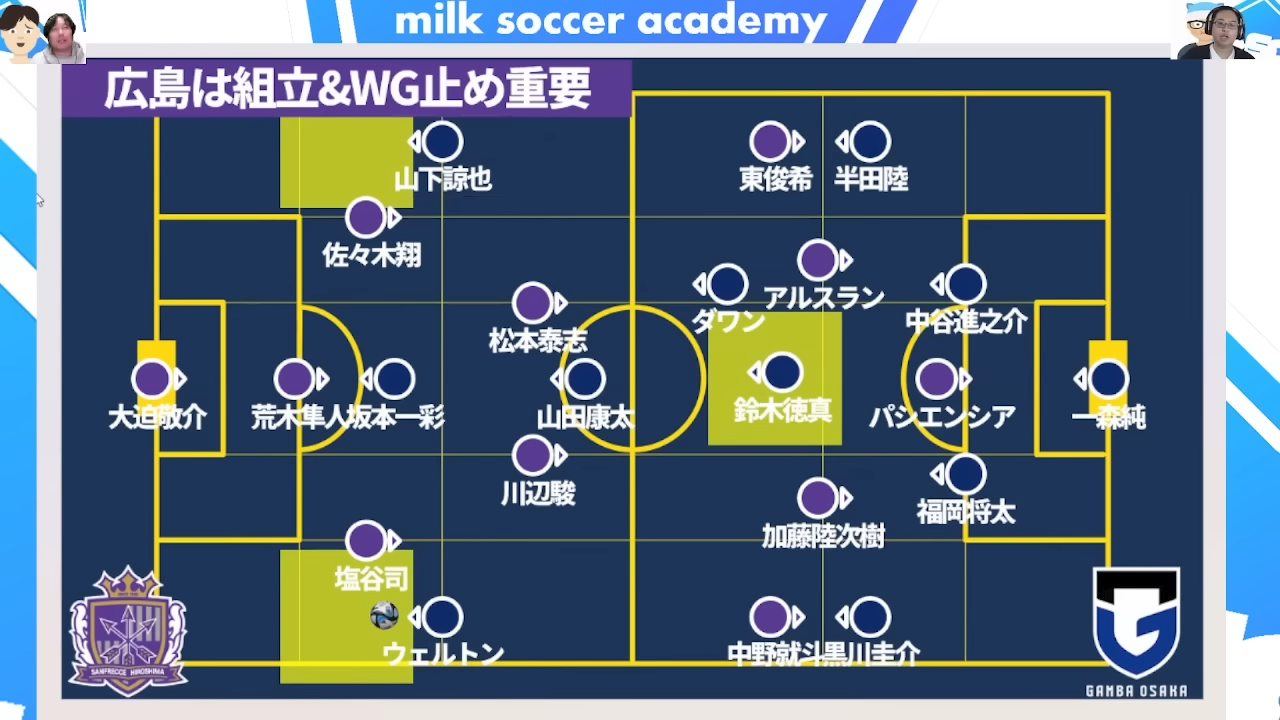 milk soccer academy
広島は組立&WG止め重要
山下諒也
東俊希
半田陸
佐々木翔
アルスラン
ダワン
中谷進之介
松本泰志
大迫敬介
荒木隼人
坂本一彩
山田康太
鈴木徳真
パシエンシア
一森純
川辺駿
福岡将太
加藤陸次樹
塩谷司
ウェルトン
中野就斗
黒川圭介
SANFRECCE HIROSHIMA
GAMBA OSAKA